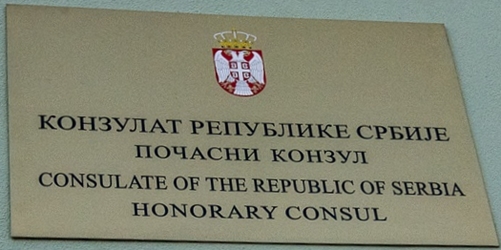 КОНЗУЛАТ РЕПУБЛИКЕ СРБИЈЕ
ПОЧАСНИ КОНЗУЛ
CONSULATE OF THE REPUBLIC OF SERBIA
HONORARY CONSUL